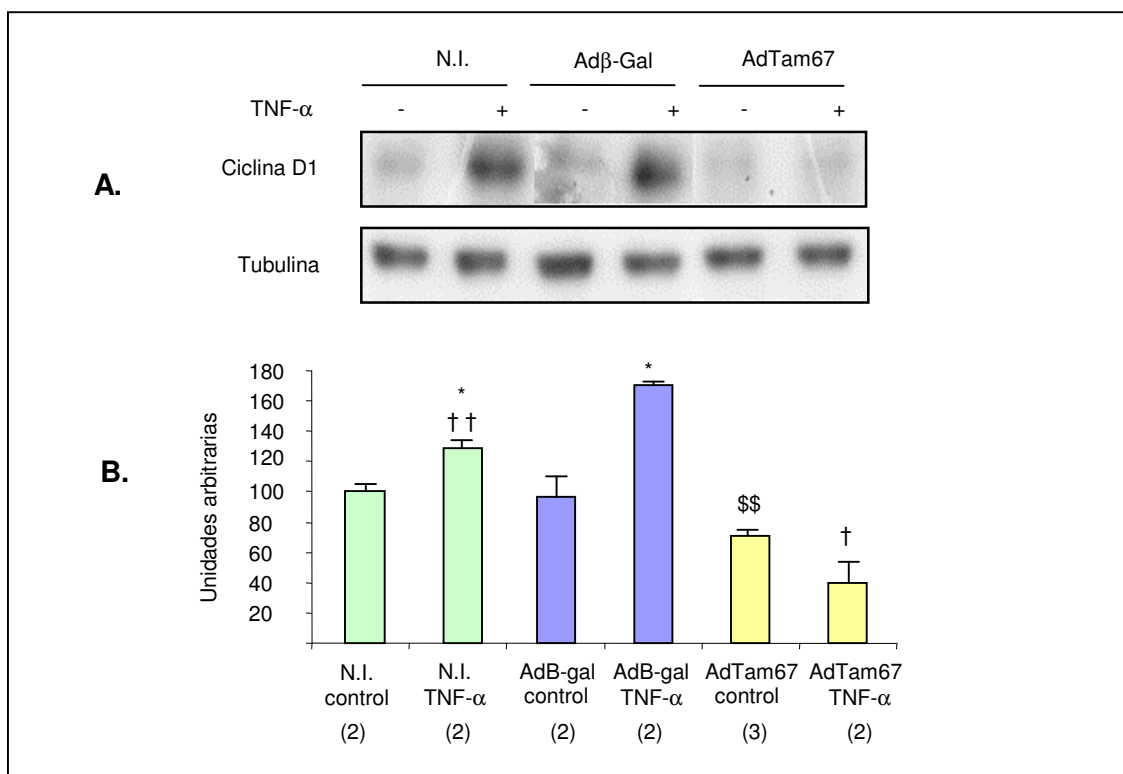 N.I. Adβ-Gal AdTam67
TNF-α - + - + - +
Ciclina D1
A.
Tubulina
B.
Unidades arbitrarias
180
160
140
120
100
80
60
40
20
*
† †
*
$$
†
N.I. N.I. AdB-gal AdB-gal AdTam67 AdTam67
control TNF-α control TNF-α control TNF-α
(2) (2) (2) (2) (3) (2)